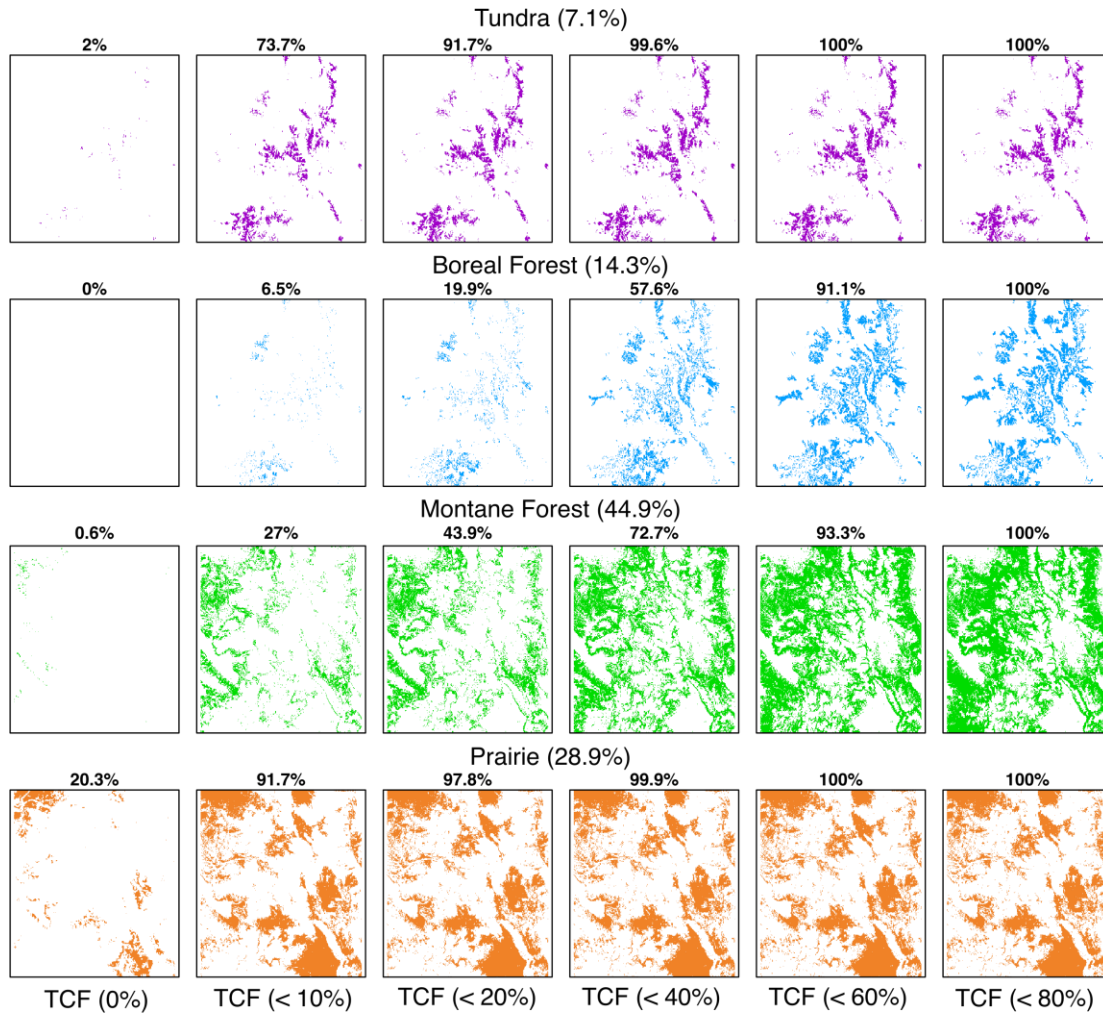 Tundra (7.1%)
2% 73.7% 91.7% 99.6% 100% 100%
Boreal Forest (14.3%)
0% 6.5% 19.9% 57.6% 91.1% 100%
Montane Forest (44.9%)
0.6% 27% 43.9% 72.7% 93.3% 100%
Prairie (28.9%)
20.3% 91.7% 97.8% 99.9% 100% 100%
TCF (0%) TCF (< 10%) TCF (< 20%) TCF (< 40%) TCF (< 60%) TCF (< 80%)